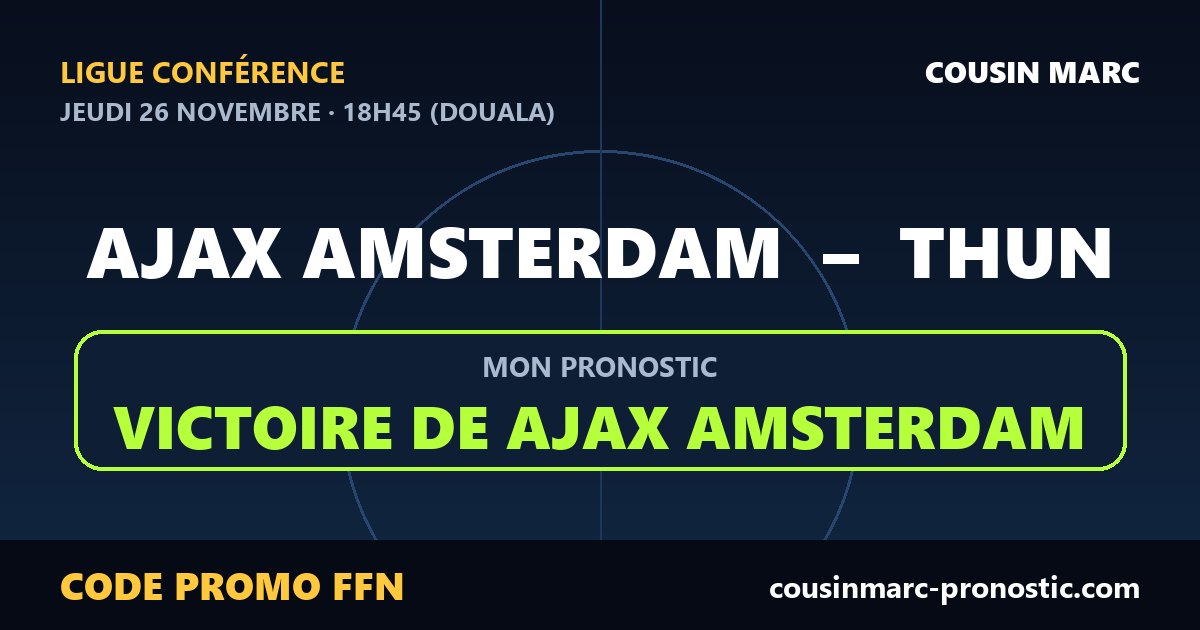 LIGUE CONFÉRENCE
COUSIN MARC
JEUDI 26 NOVEMBRE · 18H45 (DOUALA)
AJAX AMSTERDAM – THUN
MON PRONOSTIC
VICTOIRE DE AJAX AMSTERDAM
CODE PROMO FFN
cousinmarc-pronostic.com